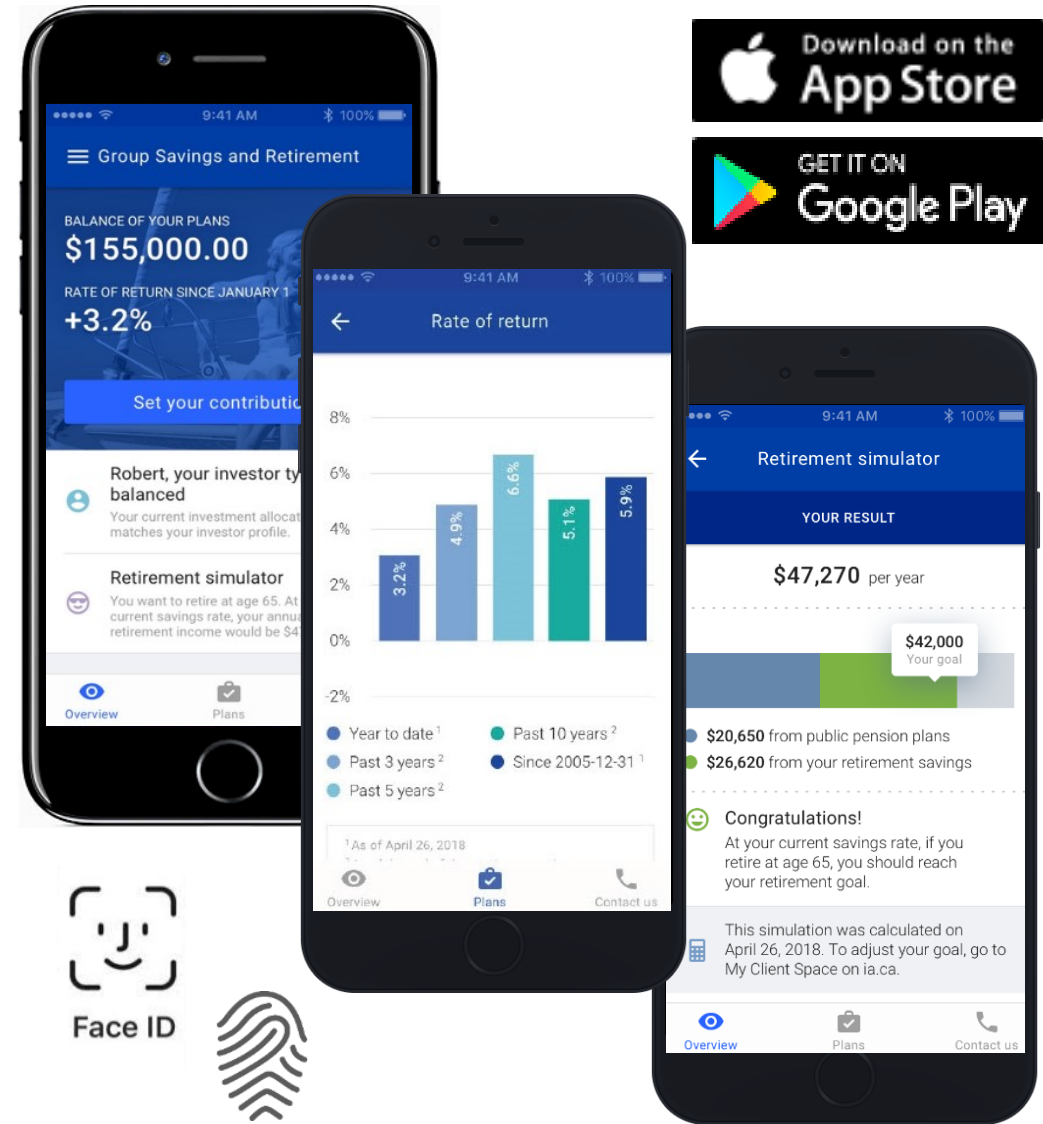 9:41 AM
100%
Group Savings and Retirement
BALANCE OF YOUR PLANS
$155,000.00
RATE OF RETURN SINCE JANUARY 1
+3.2%
Set your
Robert, your investor
balanced
Your current investment
matches your investor profile.
Retirement simulator
You want to retire at age 65. At
current savings rate, your
retirement income would be
Overview
Plans
Download on the
App Store
GET IT ON
Google Play
9:41 AM
100%
Rate of return
8%
6%
4%
2%
0%
-2%
3.2%
4.9%
6.6%
5.1%
5.9%
Year to date 1
Past 10 years 2
Past 3 years 2
Since 2005-12-31 1
Past 5 years 2
1 As of April 26, 2018
Overview
Plans
Contact us
9:41 AM
100%
Retirement simulator
YOUR RESULT
$47,270 per year
$42,000
Your goal
$20,650 from public pension plans
$26,620 from your retirement savings
Congratulations!
At your current savings rate, if you
retire at age 65, you should reach
your retirement goal.
This simulation was calculated on
April 26, 2018. To adjust your goal, go to
My Client Space on ia.ca.
Overview
Plans
Contact us
Face ID